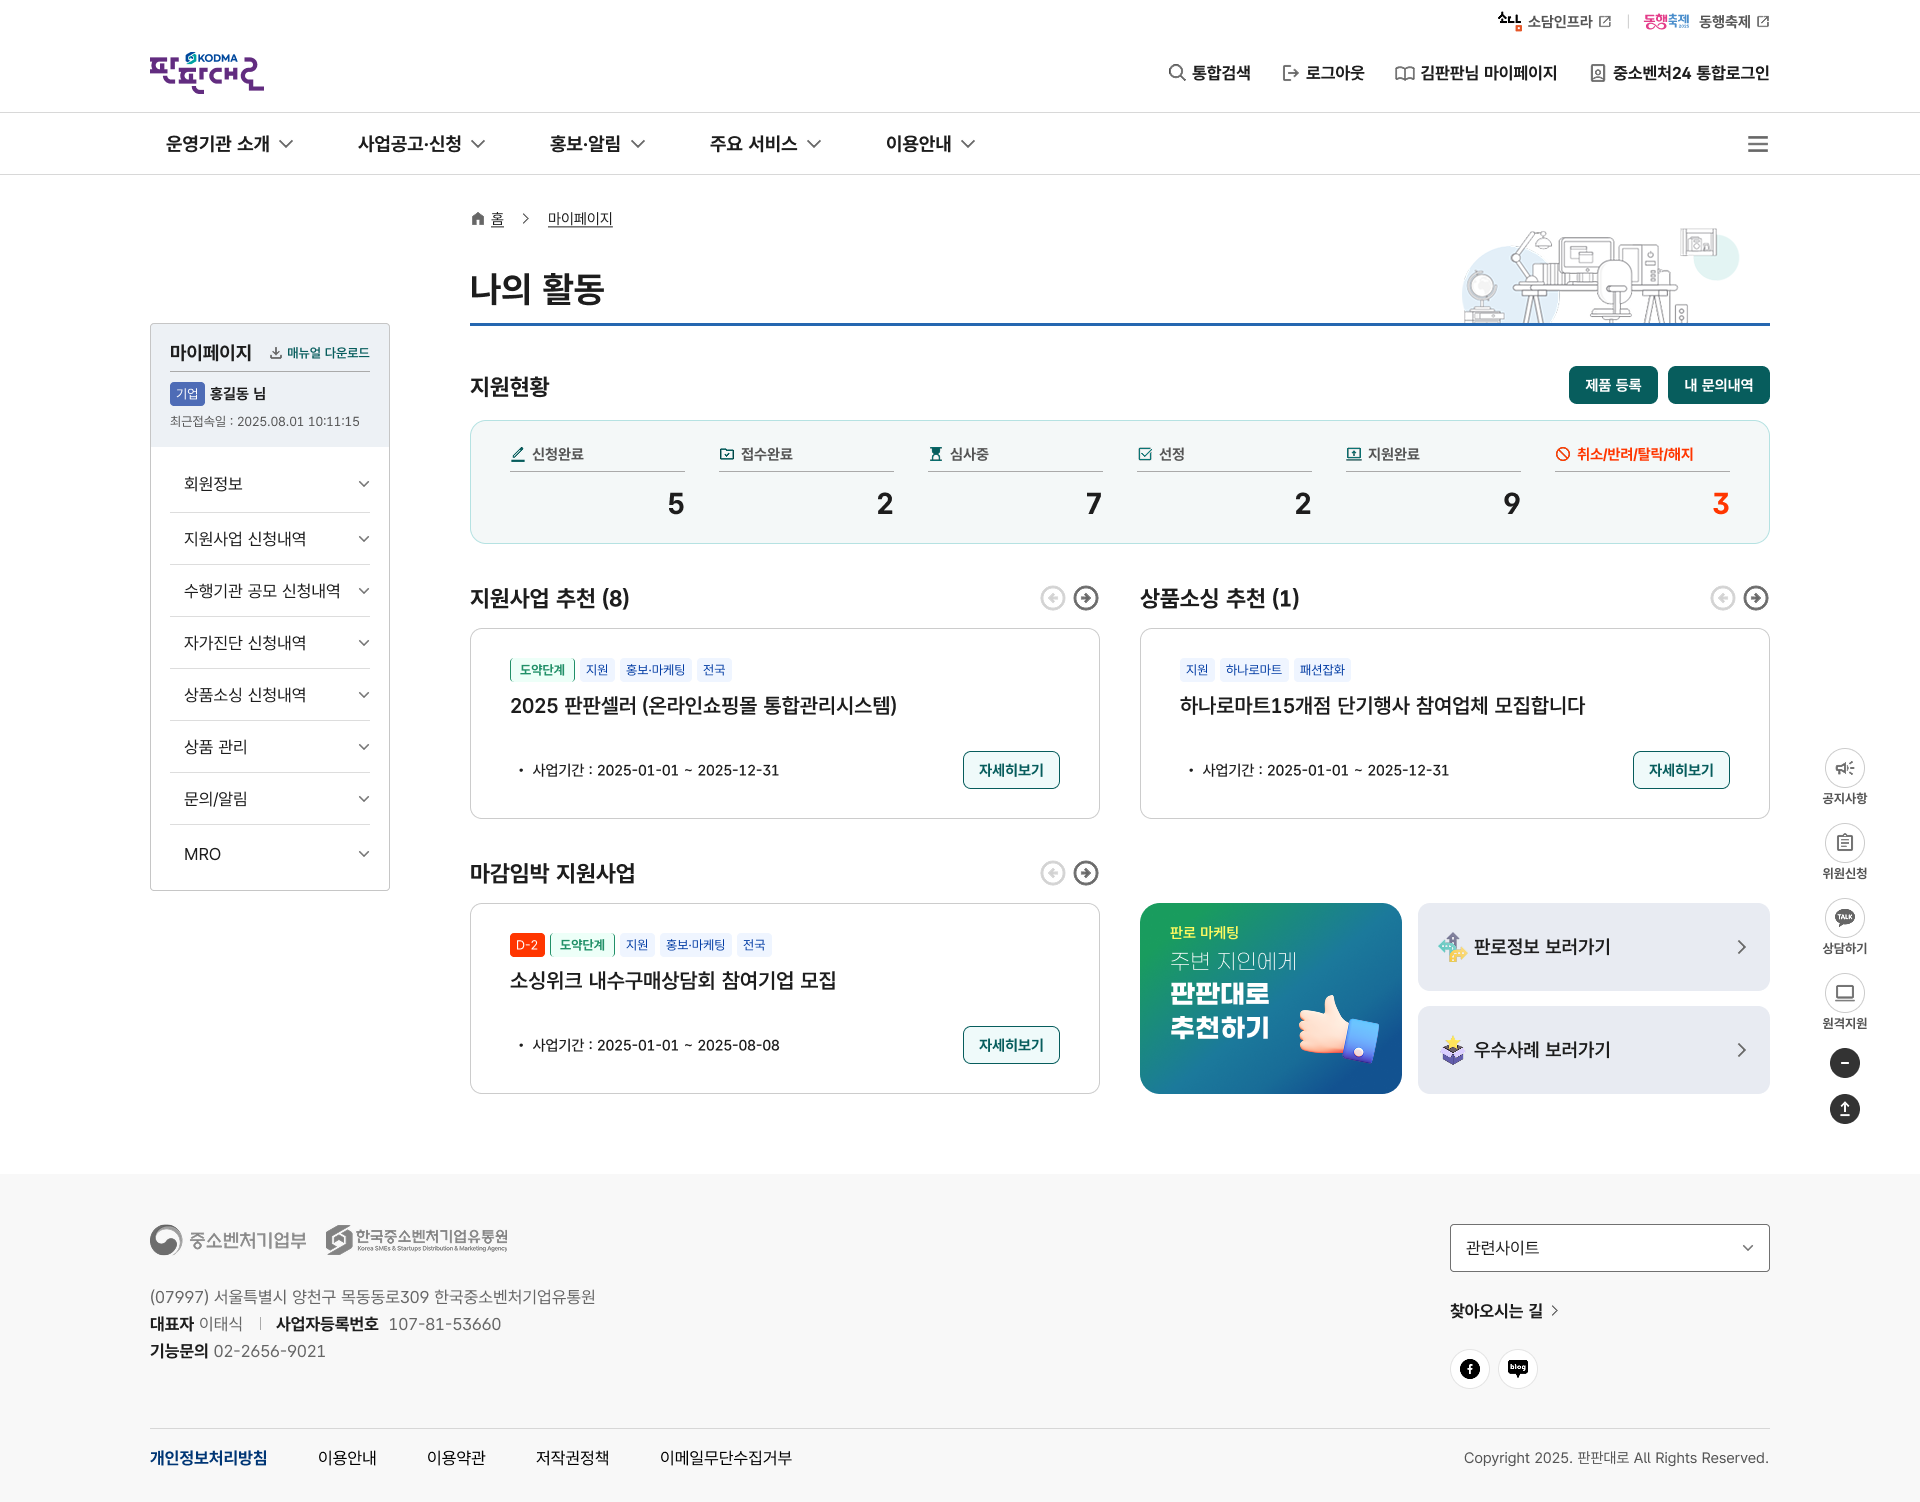 소담 소담인프라
동행축제 동행축제
KODMA
판판대로
통합검색
로그아웃
김판판님 마이페이지
중소벤처24 통합로그인
운영기관 소개
사업공고·신청
홍보·알림
주요 서비스
이용안내
홈
마이페이지
나의 활동
마이페이지
매뉴얼 다운로드
기업 홍길동 님
최근접속일 : 2025.08.01 10:11:15
회원정보
지원사업 신청내역
수행기관 공모 신청내역
자가진단 신청내역
상품소싱 신청내역
상품 관리
문의/알림
MRO
지원현황
제품 등록
내 문의내역
신청완료
5
접수완료
2
심사중
7
선정
2
지원완료
9
취소/반려/탈락/해지
3
지원사업 추천 (8)
도약단계 지원 홍보·마케팅 전국
2025 판판셀러 (온라인쇼핑몰 통합관리시스템)
• 사업기간 : 2025-01-01 ~ 2025-12-31
자세히보기
상품소싱 추천 (1)
지원 하나로마트 패션잡화
하나로마트15개점 단기행사 참여업체 모집합니다
• 사업기간 : 2025-01-01 ~ 2025-12-31
자세히보기
마감임박 지원사업
D-2 도약단계 지원 홍보·마케팅 전국
소싱위크 내수구매상담회 참여기업 모집
• 사업기간 : 2025-01-01 ~ 2025-08-08
자세히보기
판로 마케팅
주변 지인에게
판판대로
추천하기
판로정보 보러가기
우수사례 보러가기
공지사항
위원신청
TALK
상담하기
원격지원
중소벤처기업부
한국중소벤처기업유통원
Korea SMEs & Startups Distribution & Marketing Agency
(07997) 서울특별시 양천구 목동동로309 한국중소벤처기업유통원
대표자 이태식 | 사업자등록번호 107-81-53660
기능문의 02-2656-9021
관련사이트
찾아오시는 길
blog
개인정보처리방침
이용안내
이용약관
저작권정책
이메일무단수집거부
Copyright 2025. 판판대로 All Rights Reserved.